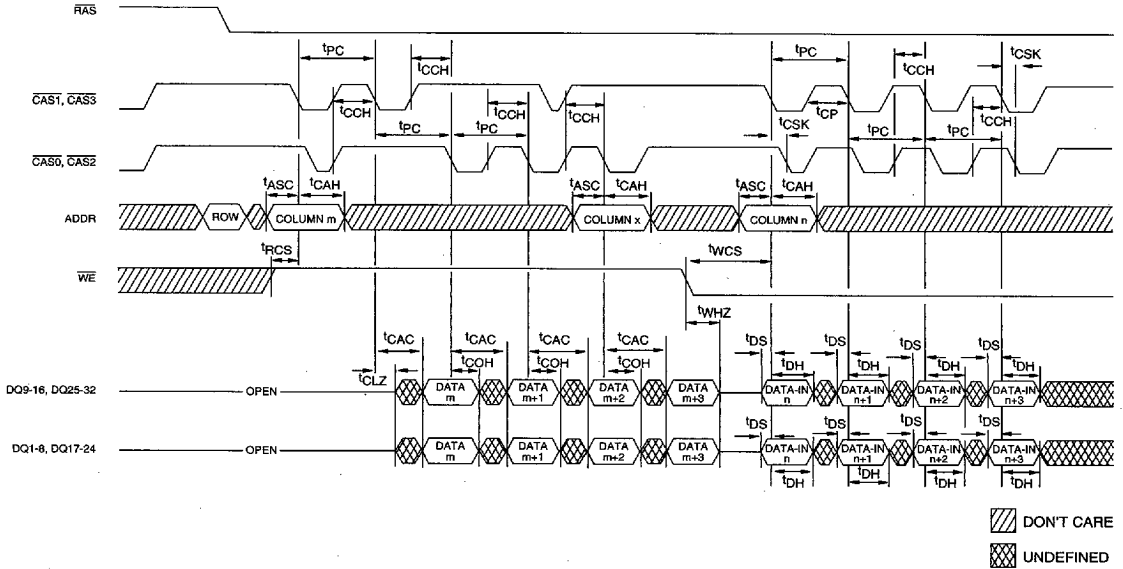 RAS
tPC
tCCH
tPC
tCCH
tCSK
CAS1, CAS3
tCCH
tCCH
tCCH
tCP
tCCH
tPC
tPC
tCSK
tPC
tPC
CAS0, CAS2
tASC
tCAH
tASC
tCAH
tASC
tCAH
ADDR
ROW
COLUMN m
COLUMN x
COLUMN n
tRCS
tWCS
WE
tWHZ
tCAC
tCAC
tCAC
tCAC
tDS
tDS
tDS
tDS
tCLZ
tCOH
tCOH
tCOH
tDH
tDH
tDH
tDH
DQ9-16, DQ25-32
OPEN
DATA m
DATA m+1
DATA m+2
DATA m+3
DATA-IN n
DATA-IN n+1
DATA-IN n+2
DATA-IN n+3
tDS
tDS
tDS
tDS
DQ1-8, DQ17-24
OPEN
DATA m
DATA m+1
DATA m+2
DATA m+3
DATA-IN n
DATA-IN n+1
DATA-IN n+2
DATA-IN n+3
tDH
tDH
tDH
tDH
DON'T CARE
UNDEFINED